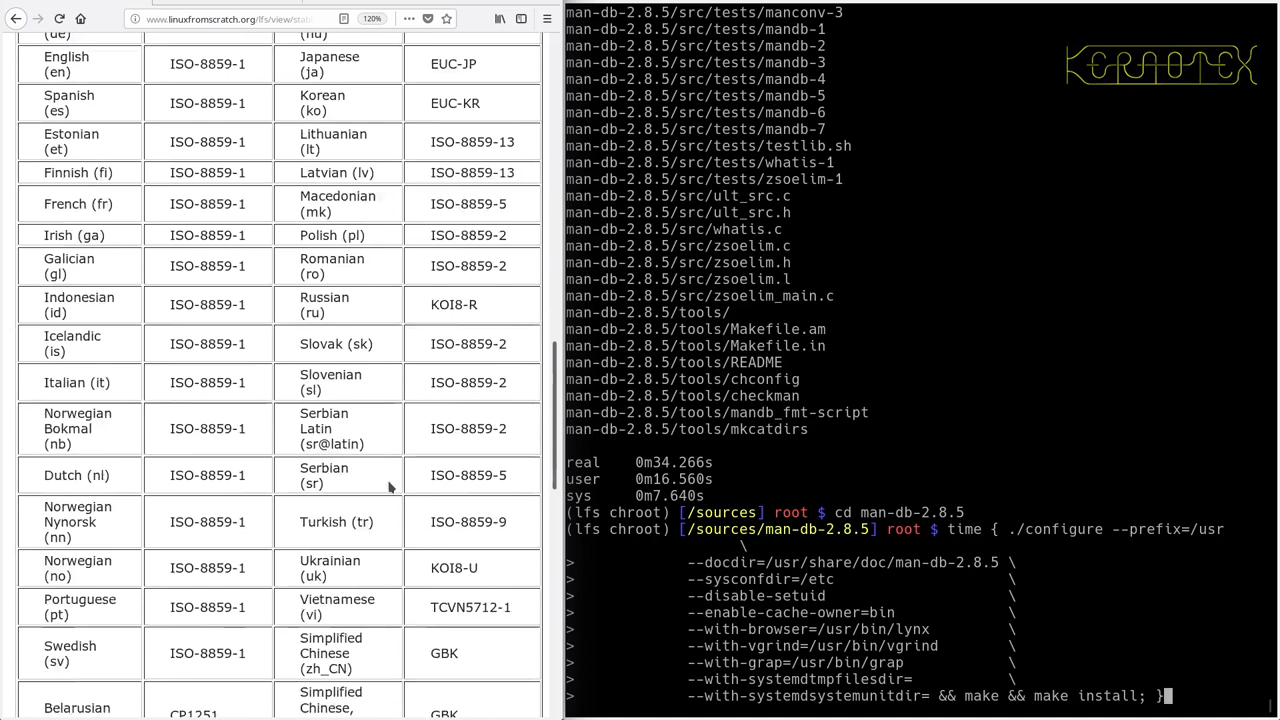 www.linuxfromscratch.org/lfs/view/stab
120%
(de)
(hu)
English
(en)
ISO-8859-1
Japanese
(ja)
EUC-JP
Spanish
(es)
ISO-8859-1
Korean
(ko)
EUC-KR
Estonian
(et)
ISO-8859-1
Lithuanian
(lt)
ISO-8859-13
Finnish (fi)
ISO-8859-1
Latvian (lv)
ISO-8859-13
French (fr)
ISO-8859-1
Macedonian
(mk)
ISO-8859-5
Irish (ga)
ISO-8859-1
Polish (pl)
ISO-8859-2
Galician
(gl)
ISO-8859-1
Romanian
(ro)
ISO-8859-2
Indonesian
(id)
ISO-8859-1
Russian
(ru)
KOI8-R
Icelandic
(is)
ISO-8859-1
Slovak (sk)
ISO-8859-2
Italian (it)
ISO-8859-1
Slovenian
(sl)
ISO-8859-2
Norwegian
Bokmal
(nb)
ISO-8859-1
Serbian
Latin
(sr@latin)
ISO-8859-2
Dutch (nl)
ISO-8859-1
Serbian
(sr)
ISO-8859-5
Norwegian
Nynorsk
(nn)
ISO-8859-1
Turkish (tr)
ISO-8859-9
Norwegian
(no)
ISO-8859-1
Ukrainian
(uk)
KOI8-U
Portuguese
(pt)
ISO-8859-1
Vietnamese
(vi)
TCVN5712-1
Swedish
(sv)
ISO-8859-1
Simplified
Chinese
(zh_CN)
GBK
Belarusian
CP1251
Simplified
Chinese,
GBK
man-db-2.8.5/src/tests/manconv-3
man-db-2.8.5/src/tests/mandb-1
man-db-2.8.5/src/tests/mandb-2
man-db-2.8.5/src/tests/mandb-3
man-db-2.8.5/src/tests/mandb-4
man-db-2.8.5/src/tests/mandb-5
man-db-2.8.5/src/tests/mandb-6
man-db-2.8.5/src/tests/mandb-7
man-db-2.8.5/src/tests/testlib.sh
man-db-2.8.5/src/tests/whatis-1
man-db-2.8.5/src/tests/zsoelim-1
man-db-2.8.5/src/ult_src.c
man-db-2.8.5/src/ult_src.h
man-db-2.8.5/src/whatis.c
man-db-2.8.5/src/zsoelim.c
man-db-2.8.5/src/zsoelim.h
man-db-2.8.5/src/zsoelim.l
man-db-2.8.5/src/zsoelim_main.c
man-db-2.8.5/tools/
man-db-2.8.5/tools/Makefile.am
man-db-2.8.5/tools/Makefile.in
man-db-2.8.5/tools/README
man-db-2.8.5/tools/chconfig
man-db-2.8.5/tools/checkman
man-db-2.8.5/tools/mandb_fmt-script
man-db-2.8.5/tools/mkcatdirs
real 0m34.266s
user 0m16.560s
sys 0m7.640s
(lfs chroot) [/sources] root $ cd man-db-2.8.5
(lfs chroot) [/sources/man-db-2.8.5] root $ time { ./configure --prefix=/usr
\
> --docdir=/usr/share/doc/man-db-2.8.5 \
> --sysconfdir=/etc \
> --disable-setuid \
> --enable-cache-owner=bin \
> --with-browser=/usr/bin/lynx \
> --with-vgrind=/usr/bin/vgrind \
> --with-grap=/usr/bin/grap \
> --with-systemdtmpfilesdir= \
> --with-systemdsystemunitdir= && make && make install; }